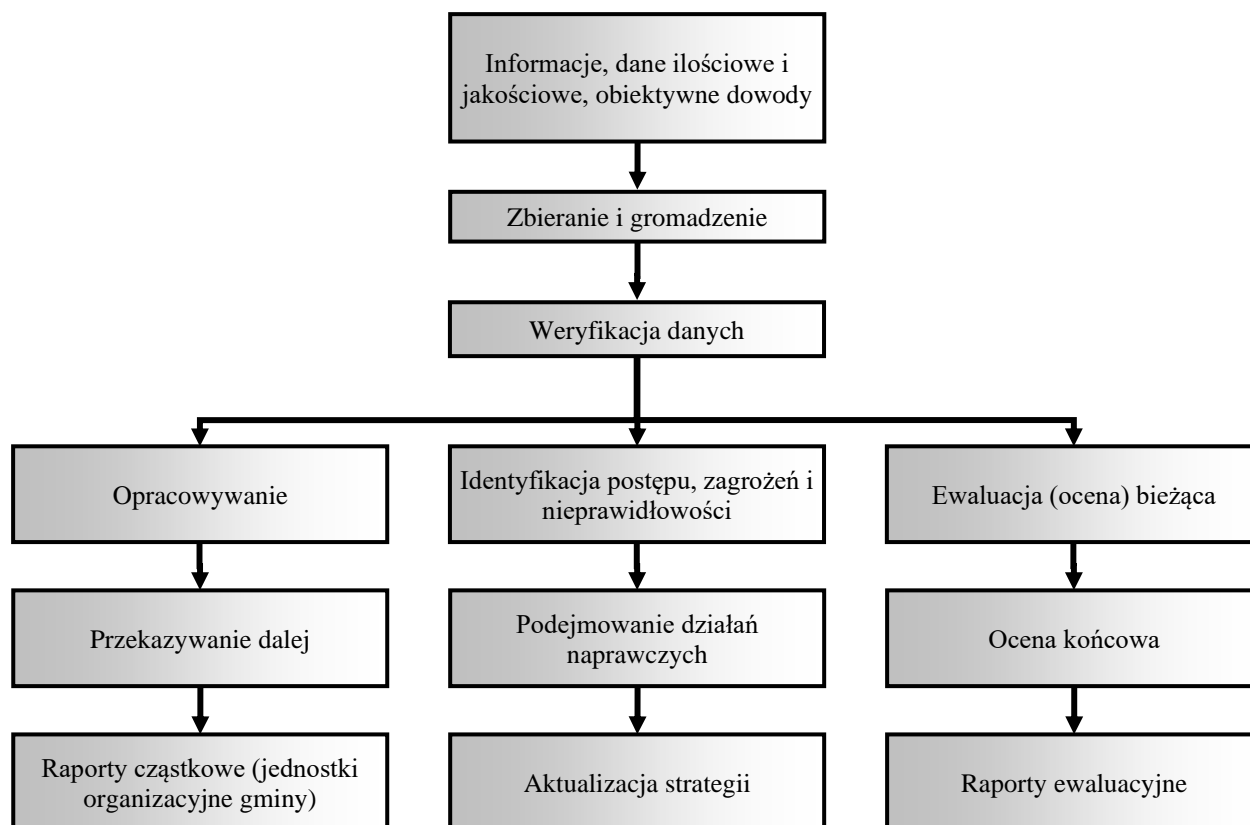 Informacje, dane ilościowe i
jakościowe, obiektywne dowody
Zbieranie i gromadzenie
Weryfikacja danych
Opracowywanie
Identyfikacja postępu, zagrożeń i
nieprawidłowości
Ewaluacja (ocena) bieżąca
Przekazywanie dalej
Podejmowanie działań
naprawczych
Ocena końcowa
Raporty cząstkowe (jednostki
organizacyjne gminy)
Aktualizacja strategii
Raporty ewaluacyjne